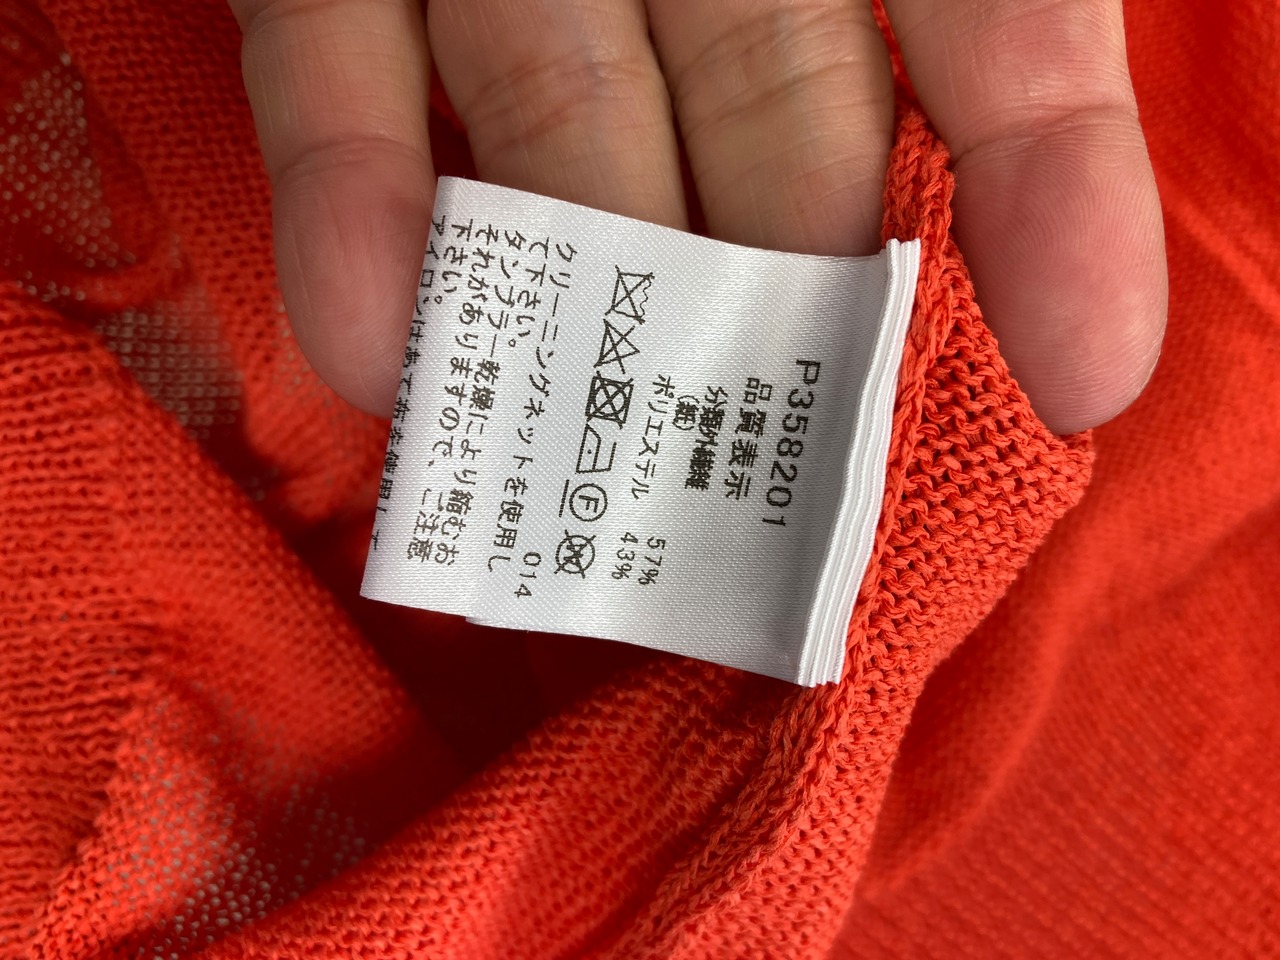 P358201
品質表示
分類外繊維
(紙) 57%
ポリエステル 43%
F
014
クリーニングネットを使用し
て下さい。
タンブラー乾燥により縮むお
それがありますので、ご注意
下さい。
アイロンはあて布を使用して